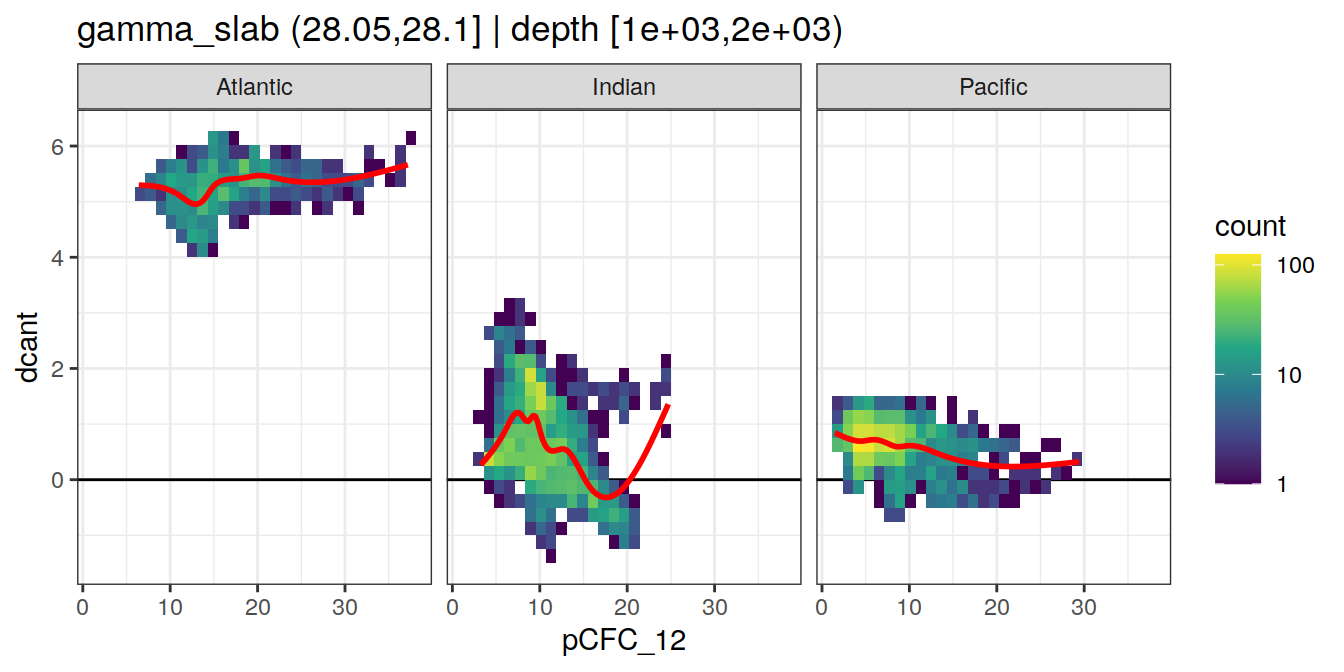 gamma_slab (28.05,28.1] | depth [1e+03,2e+03)
Atlantic
Indian
Pacific
dcant
6
4
2
0
0 10 20 30
0 10 20 30
0 10 20 30
pCFC_12
count
100
10
1